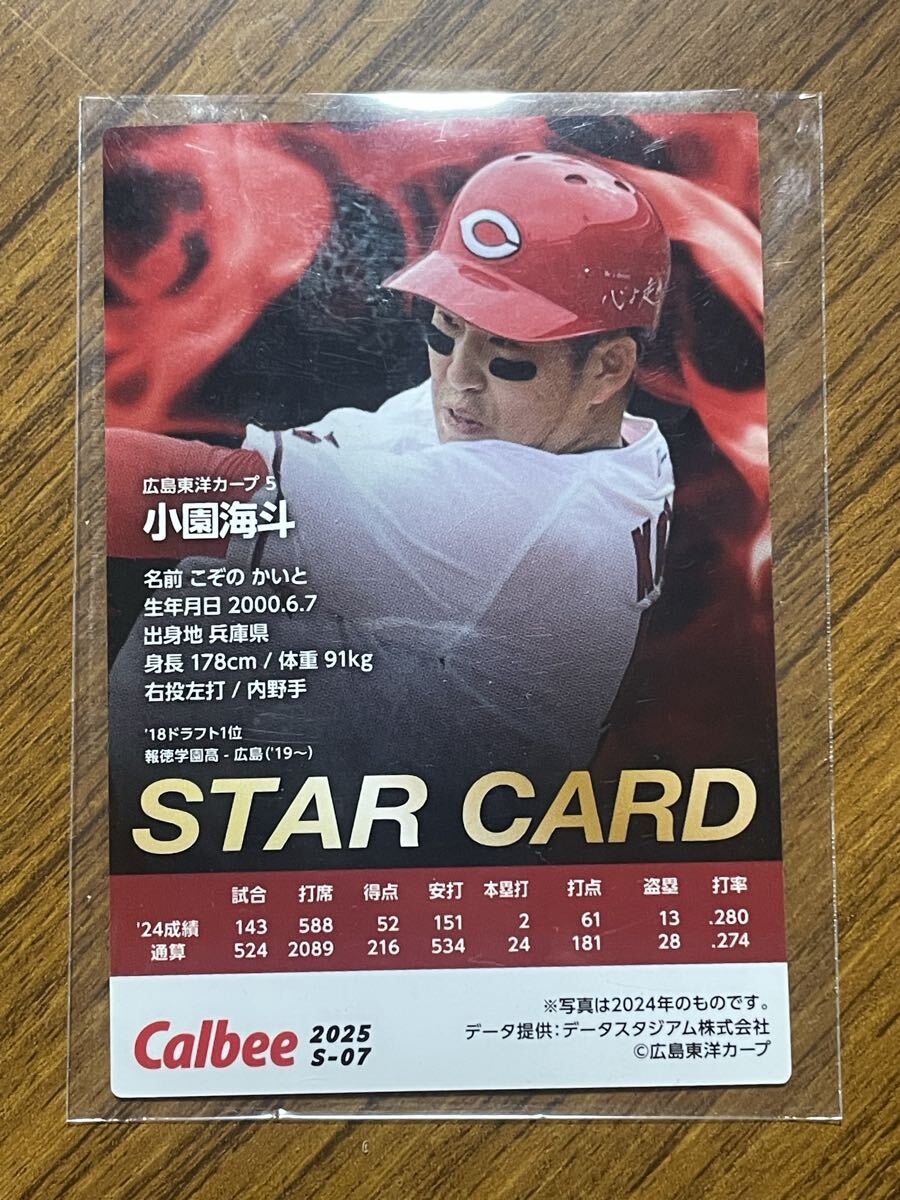 C
心は走
K
広島東洋カープ 5
小園海斗
名前 こぞの かいと
生年月日 2000.6.7
出身地 兵庫県
身長 178cm / 体重 91kg
右投左打 / 内野手
'18ドラフト1位
報徳学園高 - 広島('19～)
STAR CARD
試合 打席 得点 安打 本塁打 打点 盗塁 打率
'24成績 143 588 52 151 2 61 13 .280
通算 524 2089 216 534 24 181 28 .274
Calbee 2025
S-07
※写真は2024年のものです。
データ提供:データスタジアム株式会社
©広島東洋カープ